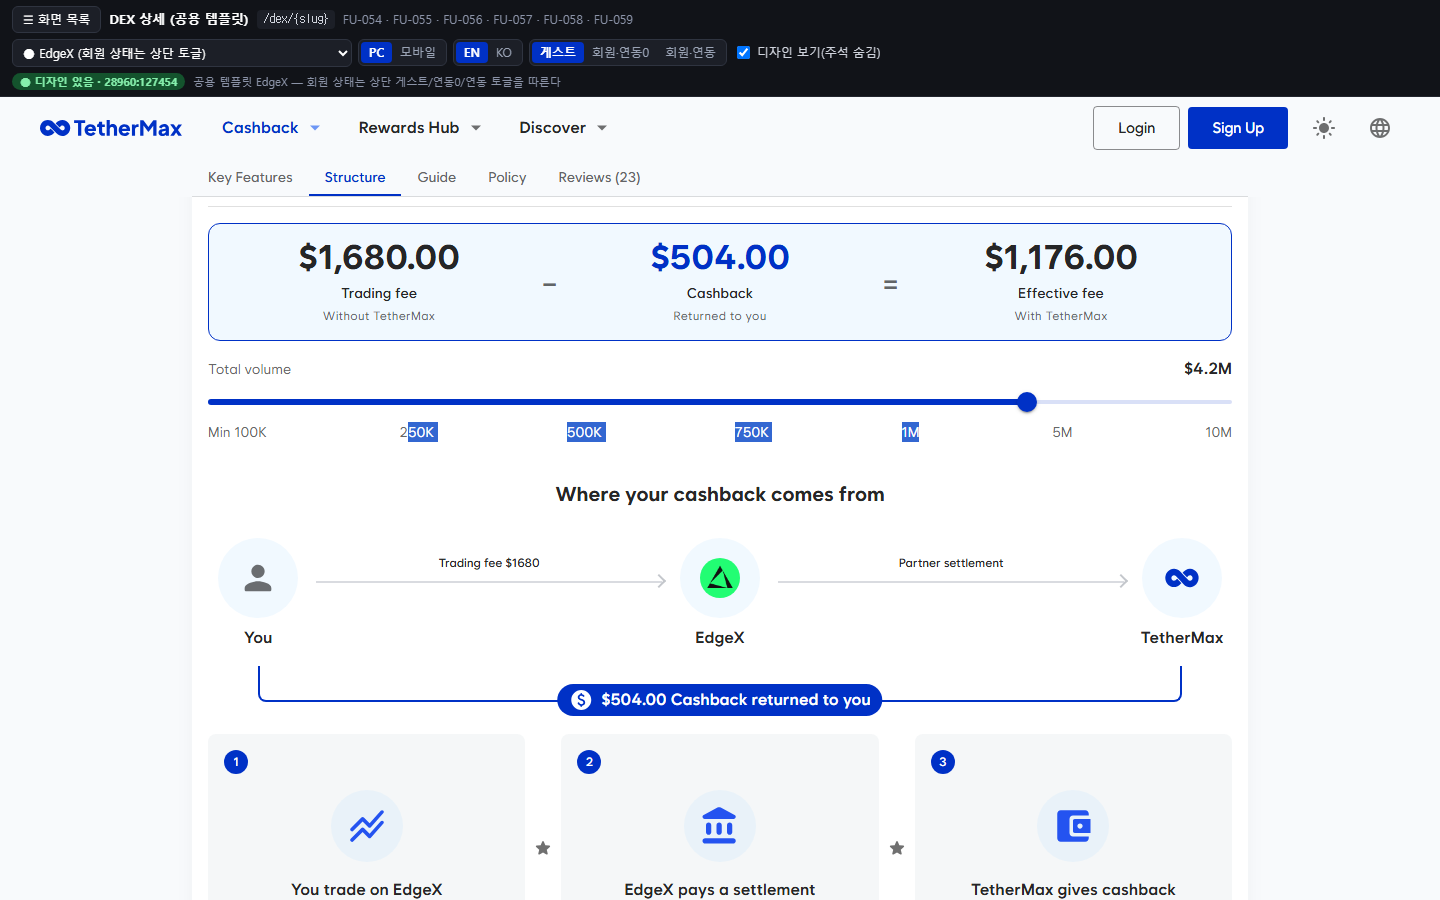 ☰ 화면 목록 DEX 상세 (공용 템플릿) /dex/{slug} FU-054 · FU-055 · FU-056 · FU-057 · FU-058 · FU-059
● EdgeX (회원 상태는 상단 토글) PC 모바일 EN KO 게스트 회원·연동0 회원·연동 디자인 보기(주석 숨김)
● 디자인 있음 · 28960:127454 공용 템플릿 EdgeX — 회원 상태는 상단 게스트/연동0/연동 토글을 따른다
TetherMax Cashback Rewards Hub Discover Login Sign Up
Key Features Structure Guide Policy Reviews (23)
$1,680.00 − $504.00 = $1,176.00
Trading fee Cashback Effective fee
Without TetherMax Returned to you With TetherMax
Total volume $4.2M
Min 100K 250K 500K 750K 1M 5M 10M
Where your cashback comes from
Trading fee $1680 Partner settlement
You EdgeX TetherMax
$504.00 Cashback returned to you
1 2 3
You trade on EdgeX EdgeX pays a settlement TetherMax gives cashback